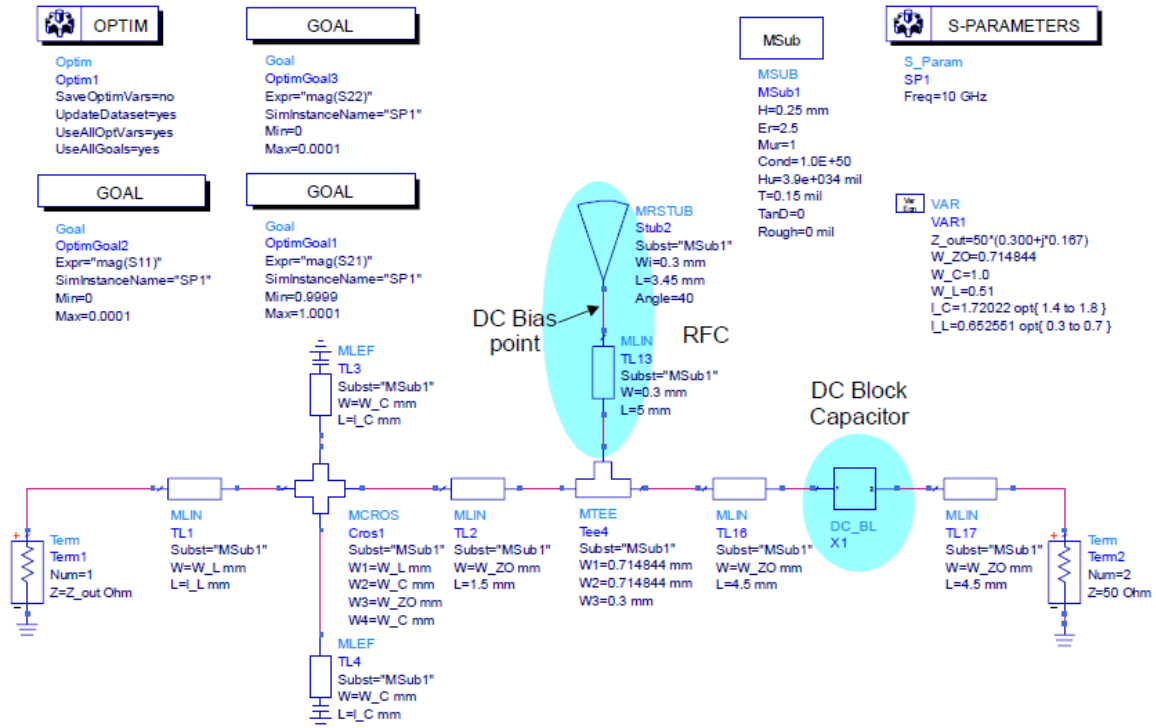 OPTIM
Optim
Optim1
SaveOptimVars=no
UpdateDataset=yes
UseAllOptVars=yes
UseAllGoals=yes
GOAL
Goal
OptimGoal3
Expr="mag(S22)"
SimInstanceName="SP1"
Min=0
Max=0.0001
MSub
MSUB
MSub1
H=0.25 mm
Er=2.5
Mur=1
Cond=1.0E+50
Hu=3.9e+034 mil
T=0.15 mil
TanD=0
Rough=0 mil
S-PARAMETERS
S_Param
SP1
Freq=10 GHz
GOAL
Goal
OptimGoal2
Expr="mag(S11)"
SimInstanceName="SP1"
Min=0
Max=0.0001
GOAL
Goal
OptimGoal1
Expr="mag(S21)"
SimInstanceName="SP1"
Min=0.9999
Max=1.0001
MRSTUB
Stub2
Subst="MSub1"
Wi=0.3 mm
L=3.45 mm
Angle=40
Var
Eqn
VAR
VAR1
Z_out=50*(0.300+j*0.167)
W_ZO=0.714844
W_C=1.0
W_L=0.51
l_C=1.72022 opt{ 1.4 to 1.8 }
l_L=0.652551 opt{ 0.3 to 0.7 }
DC Bias
point
RFC
MLIN
TL13
Subst="MSub1"
W=0.3 mm
L=5 mm
MLEF
TL3
Subst="MSub1"
W=W_C mm
L=l_C mm
DC Block
Capacitor
Term
Term1
Num=1
Z=Z_out Ohm
MLIN
TL1
Subst="MSub1"
W=W_L mm
L=l_L mm
MCROS
Cros1
Subst="MSub1"
W1=W_L mm
W2=W_C mm
W3=W_ZO mm
W4=W_C mm
MLIN
TL2
Subst="MSub1"
W=W_ZO mm
L=1.5 mm
MTEE
Tee4
Subst="MSub1"
W1=0.714844 mm
W2=0.714844 mm
W3=0.3 mm
MLIN
TL16
Subst="MSub1"
W=W_ZO mm
L=4.5 mm
1
2
DC_BL
X1
MLIN
TL17
Subst="MSub1"
W=W_ZO mm
L=4.5 mm
Term
Term2
Num=2
Z=50 Ohm
MLEF
TL4
Subst="MSub1"
W=W_C mm
L=l_C mm